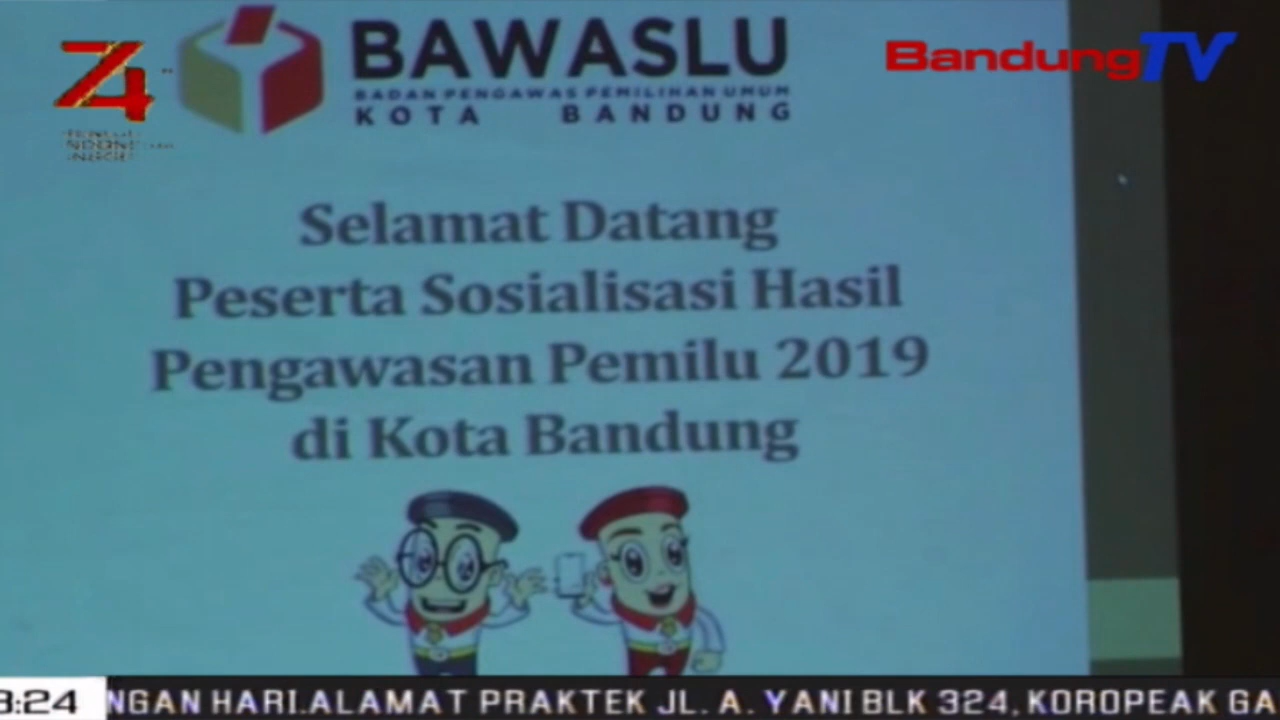 74
BAWASLU
BADAN PENGAWAS PEMILIHAN UMUM
KOTA BANDUNG
BandungTV
Selamat Datang
Peserta Sosialisasi Hasil
Pengawasan Pemilu 2019
di Kota Bandung
3:24 NGAN HARI.ALAMAT PRAKTEK JL. A. YANI BLK 324, KOROPEAK GA